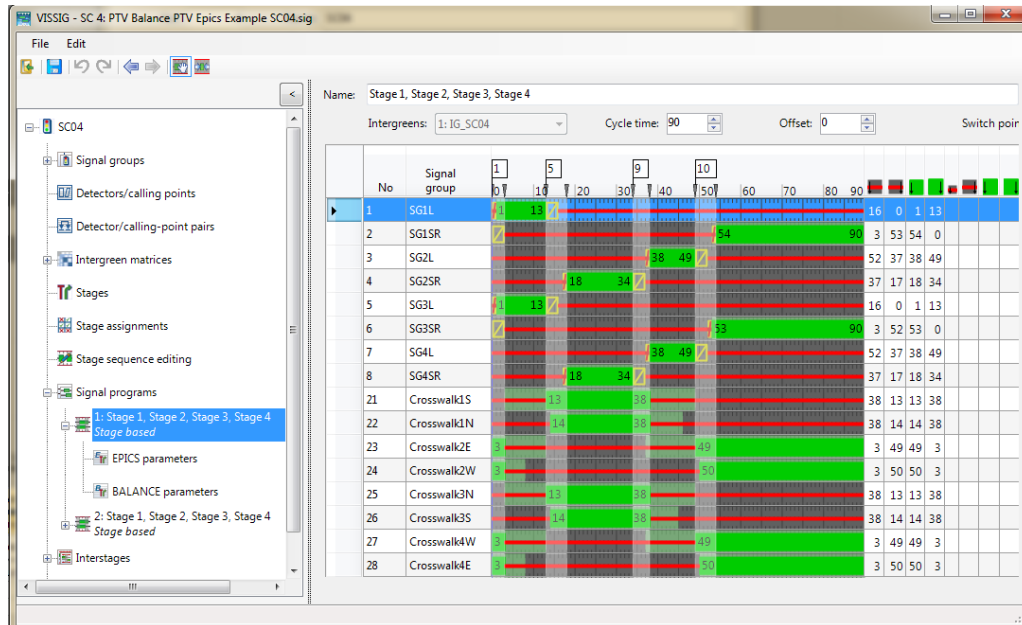 VISSIG - SC 4: PTV Balance PTV Epics Example SC04.sig
File Edit
<
Name: Stage 1, Stage 2, Stage 3, Stage 4
Intergreens: 1: IG_SC04 Cycle time: 90 Offset: 0 Switch poin
SC04
Signal groups
Detectors/calling points
Detector/calling-point pairs
Intergreen matrices
Stages
Stage assignments
Stage sequence editing
Signal programs
1: Stage 1, Stage 2, Stage 3, Stage 4
Stage based
EPICS parameters
BALANCE parameters
2: Stage 1, Stage 2, Stage 3, Stage 4
Stage based
Interstages
1 5 9 10
No Signal group 0 10 20 30 40 50 60 70 80 90
1 SG1L 1 13 16 0 1 13
2 SG1SR 54 90 3 53 54 0
3 SG2L 38 49 52 37 38 49
4 SG2SR 18 34 37 17 18 34
5 SG3L 1 13 16 0 1 13
6 SG3SR 53 90 3 52 53 0
7 SG4L 38 49 52 37 38 49
8 SG4SR 18 34 37 17 18 34
21 Crosswalk1S 13 38 38 13 13 38
22 Crosswalk1N 14 38 38 14 14 38
23 Crosswalk2E 3 49 3 49 49 3
24 Crosswalk2W 3 50 3 50 50 3
25 Crosswalk3N 13 38 38 13 13 38
26 Crosswalk3S 14 38 38 14 14 38
27 Crosswalk4W 3 49 3 49 49 3
28 Crosswalk4E 3 50 3 50 50 3